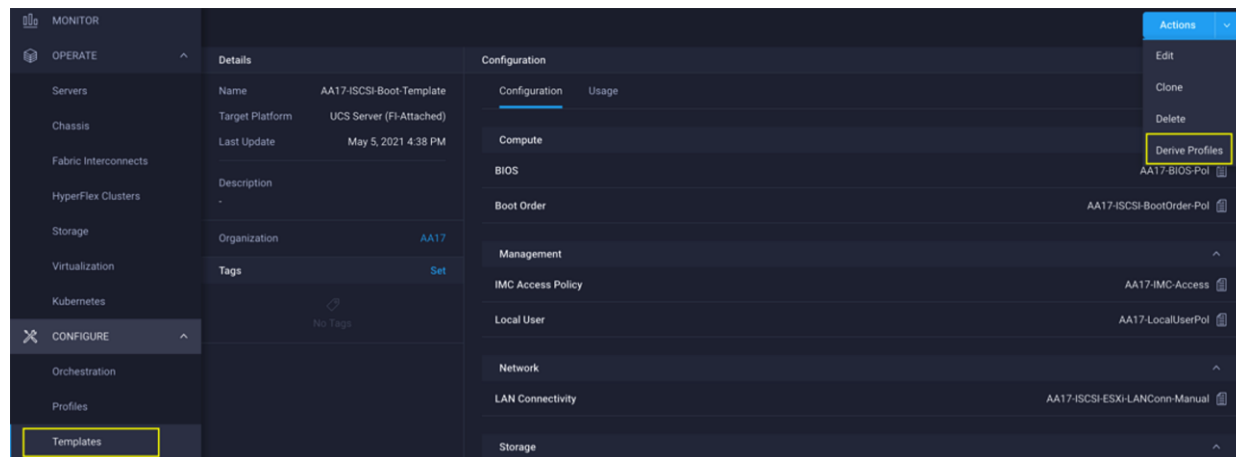 MONITOR
OPERATE
Servers
Chassis
Fabric Interconnects
HyperFlex Clusters
Storage
Virtualization
Kubernetes
CONFIGURE
Orchestration
Profiles
Templates
Details
Name AA17-ISCSI-Boot-Template
Target Platform UCS Server (FI-Attached)
Last Update May 5, 2021 4:38 PM
Description
-
Organization AA17
Tags Set
No Tags
Configuration
Configuration Usage
Compute
BIOS AA17-BIOS-Pol
Boot Order AA17-ISCSI-BootOrder-Pol
Management
IMC Access Policy AA17-IMC-Access
Local User AA17-LocalUserPol
Network
LAN Connectivity AA17-ISCSI-ESXi-LANConn-Manual
Storage
Actions
Edit
Clone
Delete
Derive Profiles